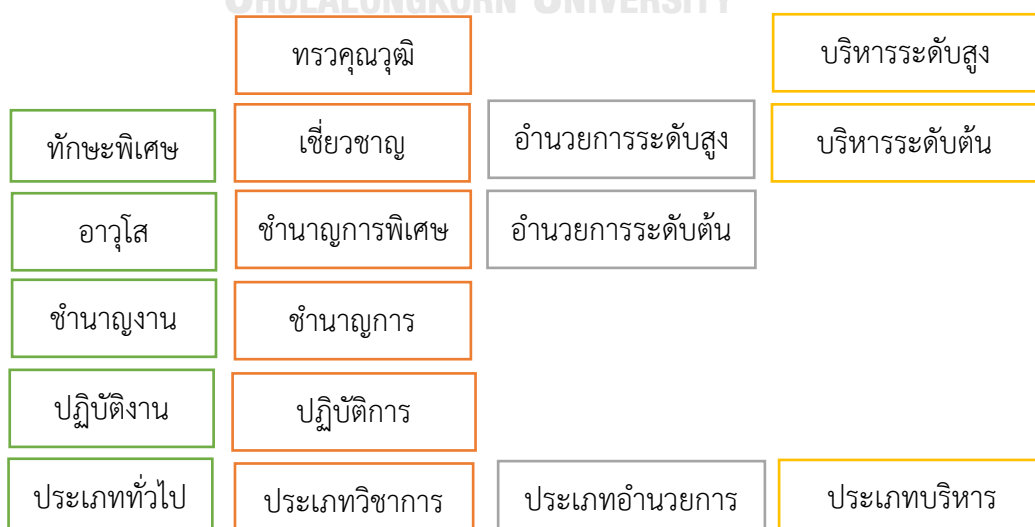 CHULALONGKORN UNIVERSITY
ทรวคุณวุฒิ
บริหารระดับสูง
ทักษะพิเศษ
เชี่ยวชาญ
อำนวยการระดับสูง
บริหารระดับต้น
อาวุโส
ชำนาญการพิเศษ
อำนวยการระดับต้น
ชำนาญงาน
ชำนาญการ
ปฏิบัติงาน
ปฏิบัติการ
ประเภททั่วไป
ประเภทวิชาการ
ประเภทอำนวยการ
ประเภทบริหาร